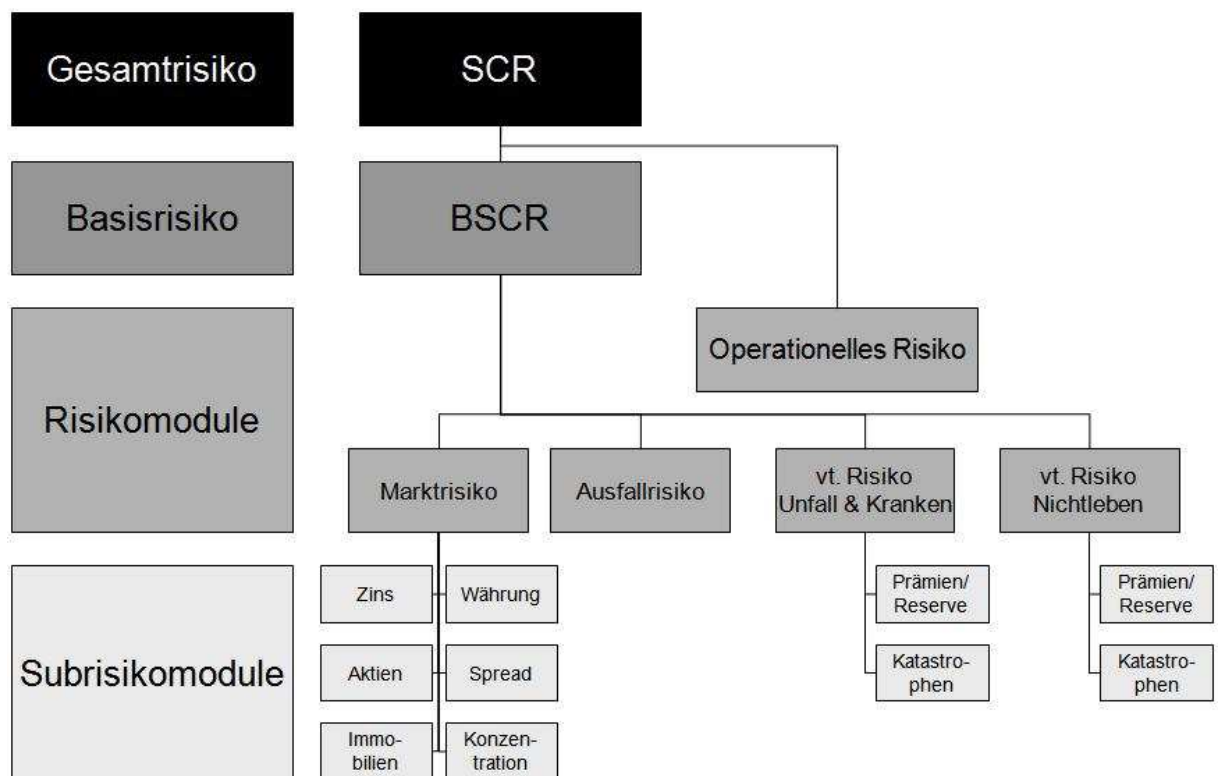 Gesamtrisiko
SCR
Basisrisiko
BSCR
Risikomodule
Operationelles Risiko
Marktrisiko
Ausfallrisiko
vt. Risiko
Unfall & Kranken
vt. Risiko
Nichtleben
Subrisikomodule
Zins
Währung
Prämien/
Reserve
Prämien/
Reserve
Aktien
Spread
Katastro-
phen
Katastro-
phen
Immo-
bilien
Konzen-
tration